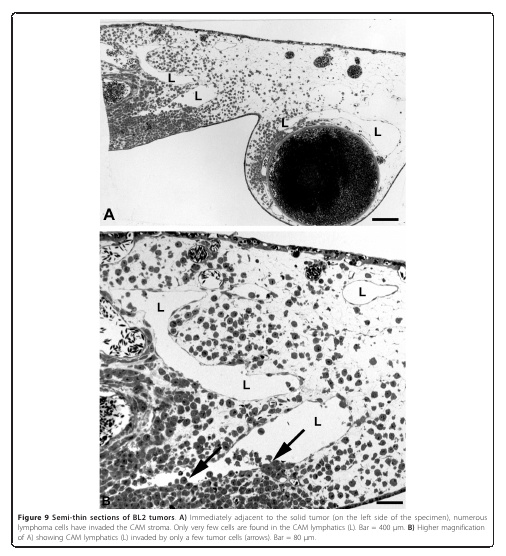 L
L
L
L
A
L
L
L
L
B
Figure 9 Semi-thin sections of BL2 tumors. A) Immediately adjacent to the solid tumor (on the left side of the specimen), numerous
lymphoma cells have invaded the CAM stroma. Only very few cells are found in the CAM lymphatics (L). Bar = 400 μm. B) Higher magnification
of A) showing CAM lymphatics (L) invaded by only a few tumor cells (arrows). Bar = 80 μm.